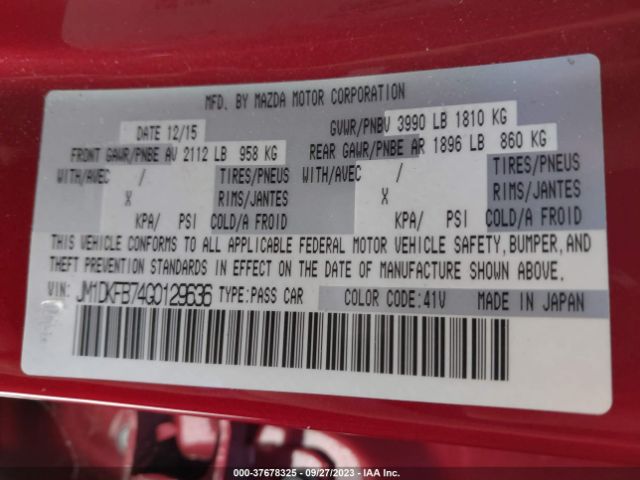 MFD. BY MAZDA MOTOR CORPORATION
DATE 12/15 GVWR/PNBV 3990 LB 1810 KG
FRONT GAWR/PNBE AV 2112 LB 958 KG REAR GAWR/PNBE AR 1896 LB 860 KG
WITH/AVEC / TIRES/PNEUS WITH/AVEC / TIRES/PNEUS
X RIMS/JANTES X RIMS/JANTES
KPA/ PSI COLD/A FROID KPA/ PSI COLD/A FROID
THIS VEHICLE CONFORMS TO ALL APPLICABLE FEDERAL MOTOR VEHICLE SAFETY, BUMPER, AND
THEFT PREVENTION STANDARDS IN EFFECT ON THE DATE OF MANUFACTURE SHOWN ABOVE.
VIN: JM1DKFB74G0129636 TYPE:PASS CAR COLOR CODE:41V MADE IN JAPAN
000-37678325 | 09/27/2023 | IAA Inc.